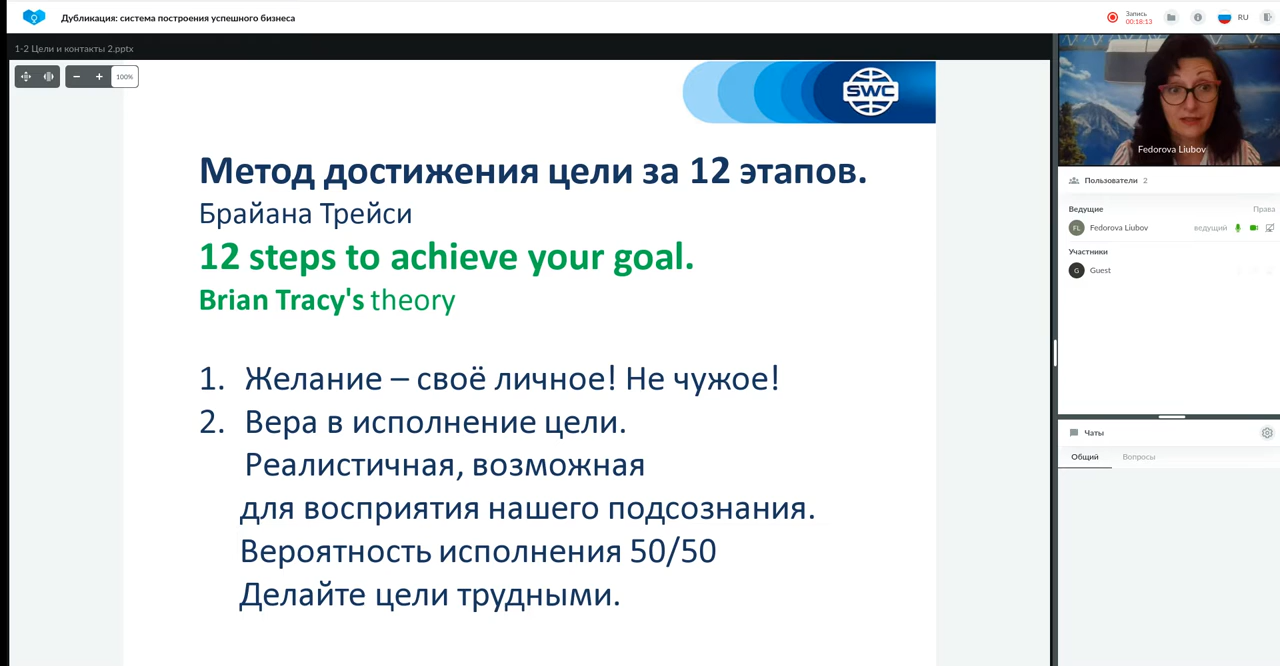 Дубликация: система построения успешного бизнеса
Запись
00:18:13
RU
1-2 Цели и контакты 2.pptx
100%
SWC
Метод достижения цели за 12 этапов.
Брайана Трейси
12 steps to achieve your goal.
Brian Tracy's theory
1. Желание – своё личное! Не чужое!
2. Вера в исполнение цели.
Реалистичная, возможная
для восприятия нашего подсознания.
Вероятность исполнения 50/50
Делайте цели трудными.
Fedorova Liubov
Пользователи 2
Ведущие Права
FL Fedorova Liubov ведущий
Участники
G Guest
Чаты
Общий Вопросы